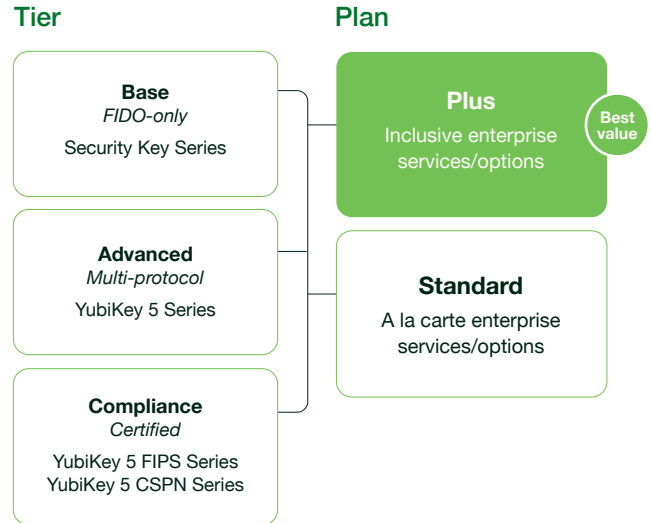 Tier
Base
FIDO-only
Security Key Series
Advanced
Multi-protocol
YubiKey 5 Series
Compliance
Certified
YubiKey 5 FIPS Series
YubiKey 5 CSPN Series
Plan
Plus
Inclusive enterprise
services/options
Best
value
Standard
A la carte enterprise
services/options